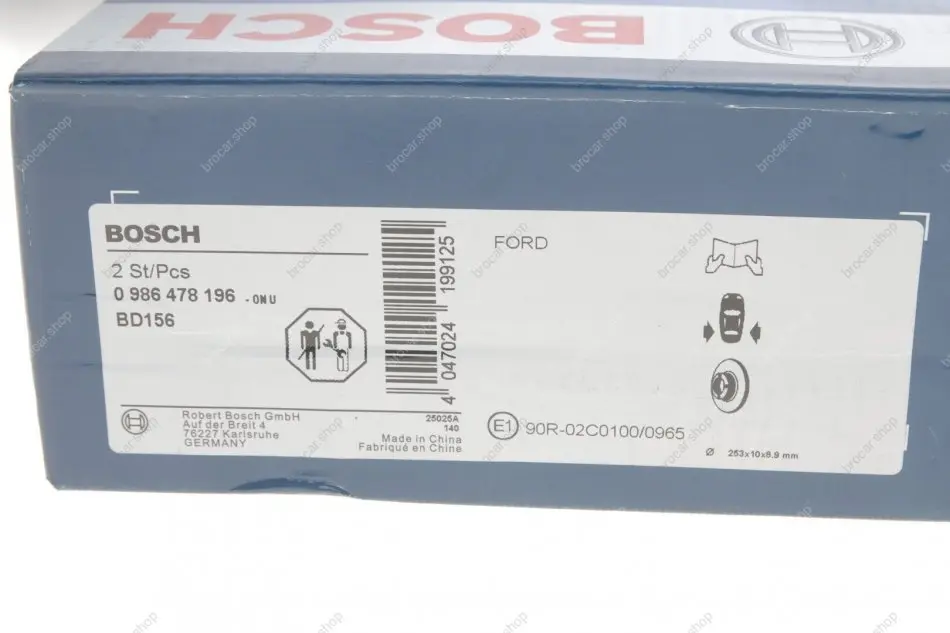 BOSCH
BOSCH
BOSCH
2 St/Pcs
0 986 478 196 - 0NU
BD156
Robert Bosch GmbH
Auf der Breit 4
76227 Karlsruhe
GERMANY
25025A
140
Made in China
Fabriqué en Chine
4 047024 199125
FORD
E1 90R-02C0100/0965
Ø 253x10x8.9 mm
brocar.shop